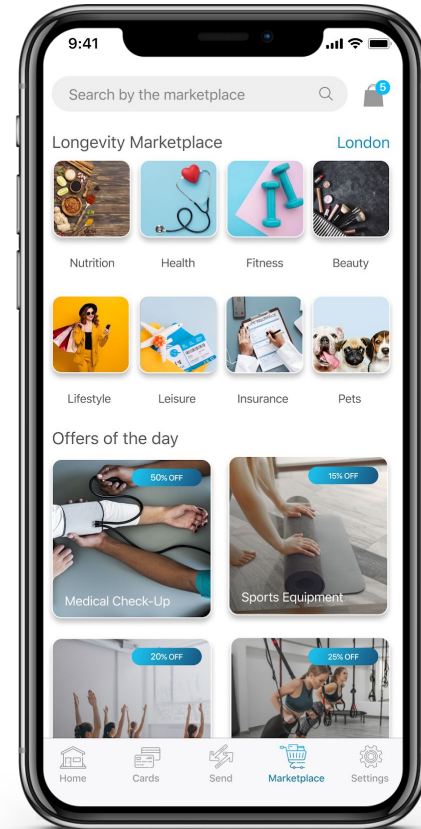 9:41
Search by the marketplace
5
Longevity Marketplace
London
Nutrition
Health
Fitness
Beauty
Lifestyle
Leisure
Insurance
Pets
Offers of the day
50% OFF
15% OFF
Medical Check-Up
Sports Equipment
20% OFF
25% OFF
Home
Cards
Send
Marketplace
Settings